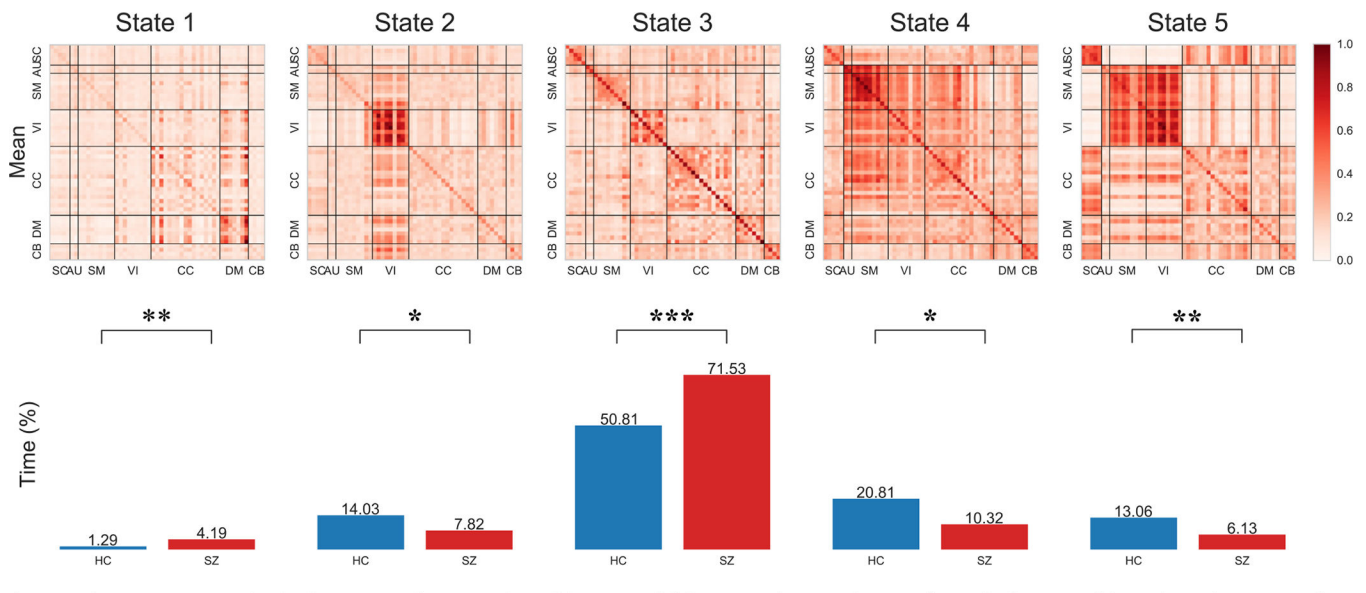 State 1 State 2 State 3 State 4 State 5
Mean
SC AU SM VI CC DM CB
SC AU SM VI CC DM CB
SC AU SM VI CC DM CB
SC AU SM VI CC DM CB
SC AU SM VI CC DM CB
1.0
0.8
0.6
0.4
0.2
0.0
SC AU SM VI CC DM CB
SC AU SM VI CC DM CB
SC AU SM VI CC DM CB
SC AU SM VI CC DM CB
SC AU SM VI CC DM CB
** * *** * **
Time (%)
1.29 4.19
14.03 7.82
50.81 71.53
20.81 10.32
13.06 6.13
HC SZ HC SZ HC SZ HC SZ HC SZ